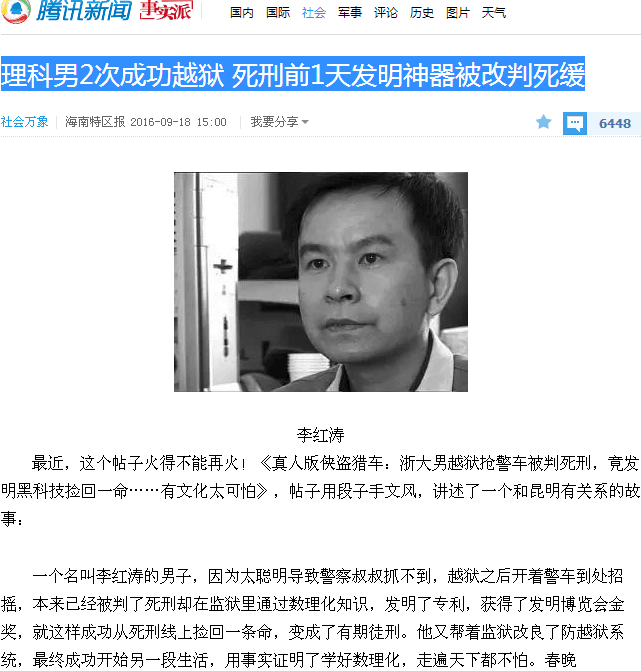 腾讯新闻 事实派 国内 国际 社会 军事 评论 历史 图片 天气
理科男2次成功越狱 死刑前1天发明神器被改判死缓
社会万象 海南特区报 2016-09-18 15:00 我要分享 6448
李红涛
最近，这个帖子火得不能再火！《真人版侠盗猎车：浙大男越狱抢警车被判死刑，竟发
明黑科技捡回一命……有文化太可怕》，帖子用段子手文风，讲述了一个和昆明有关系的故
事：
一个名叫李红涛的男子，因为太聪明导致警察叔叔抓不到，越狱之后开着警车到处招
摇，本来已经被判了死刑却在监狱里通过数理化知识，发明了专利，获得了发明博览会金
奖，就这样成功从死刑线上捡回一条命，变成了有期徒刑。他又帮着监狱改良了防越狱系
统，最终成功开始另一段生活，用事实证明了学好数理化，走遍天下都不怕。春晚